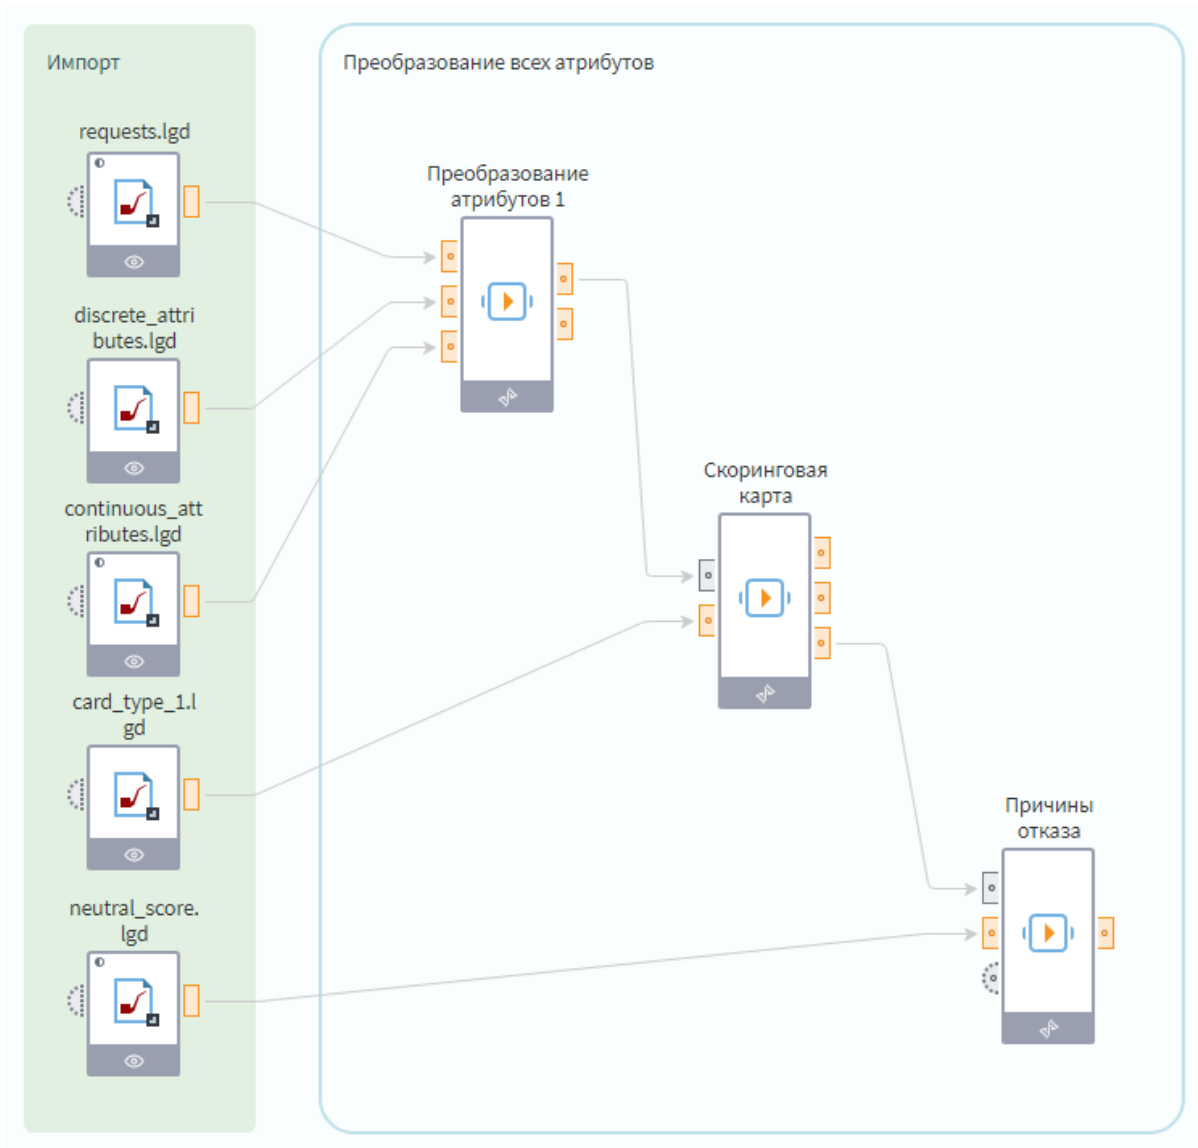 Импорт
requests.lgd
discrete_attri
butes.lgd
continuous_att
ributes.lgd
card_type_1.l
gd
neutral_score.
lgd
Преобразование всех атрибутов
Преобразование
атрибутов 1
Скоринговая
карта
Причины
отказа